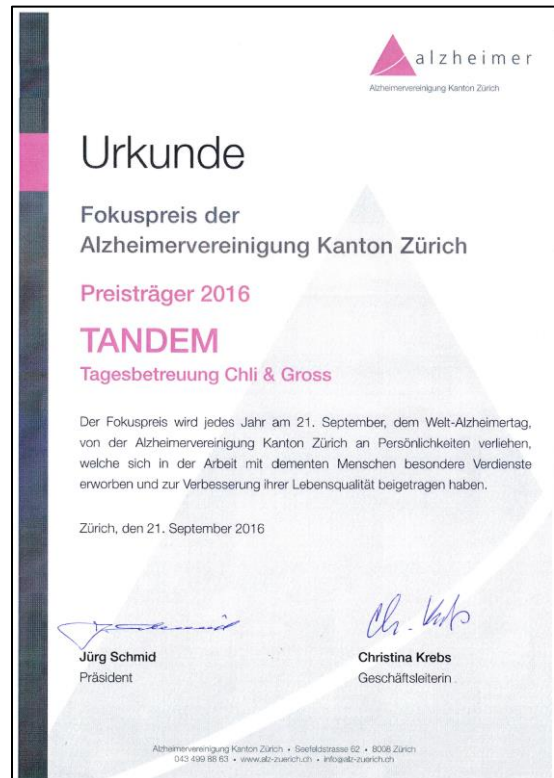 alzheimer
Alzheimervereinigung Kanton Zürich
Urkunde
Fokuspreis der
Alzheimervereinigung Kanton Zürich
Preisträger 2016
TANDEM
Tagesbetreuung Chli & Gross
Der Fokuspreis wird jedes Jahr am 21. September, dem Welt-Alzheimertag,
von der Alzheimervereinigung Kanton Zürich an Persönlichkeiten verliehen,
welche sich in der Arbeit mit dementen Menschen besondere Verdienste
erworben und zur Verbesserung ihrer Lebensqualität beigetragen haben.
Zürich, den 21. September 2016
J. Schmid
Ch. Krebs
Jürg Schmid
Christina Krebs
Präsident
Geschäftsleiterin
Alzheimervereinigung Kanton Zürich • Seefeldstrasse 62 • 8008 Zürich
043 499 88 63 • www.alz-zuerich.ch • info@alz-zuerich.ch